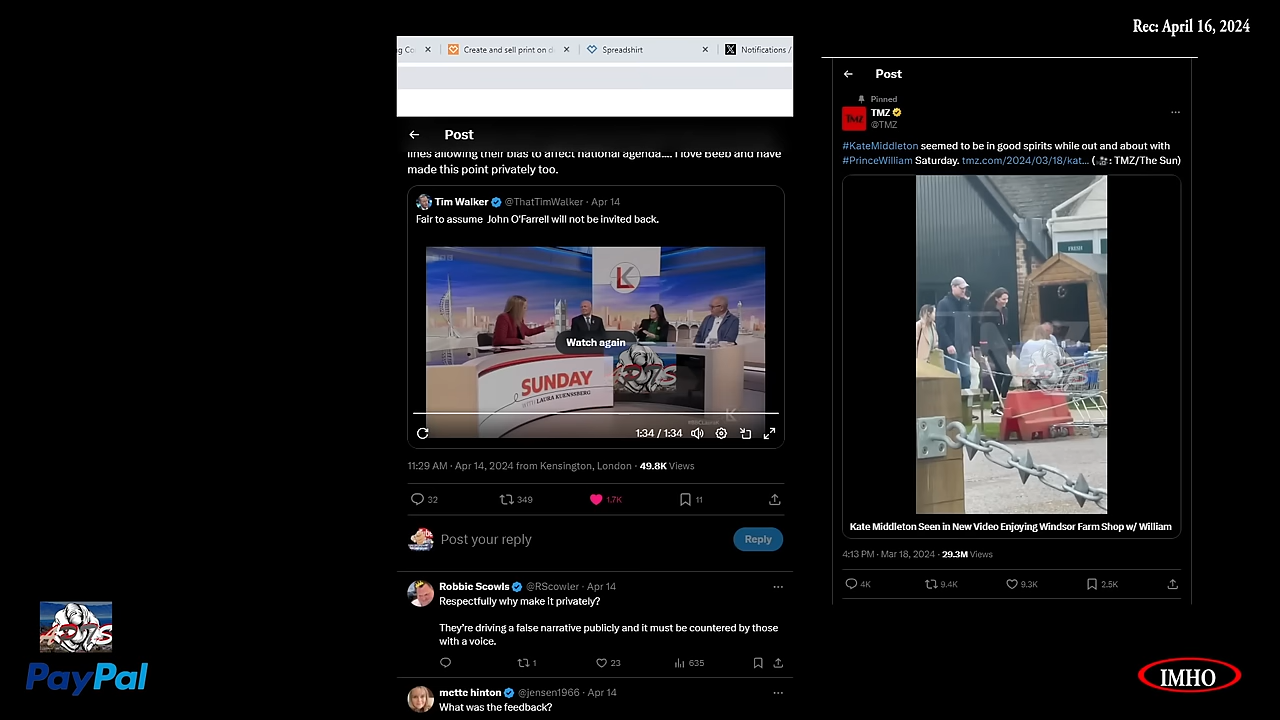 Rec: April 16, 2024
Create and sell print on d
Spreadshirt
Notifications /
Post
lines allowing their bias to affect national agenda.... I love Beeb and have
made this point privately too.
Tim Walker @ThatTimWalker · Apr 14
Fair to assume John O'Farrell will not be invited back.
Watch again
SUNDAY
WITH LAURA KUENSSBERG
1:34 / 1:34
11:29 AM · Apr 14, 2024 from Kensington, London · 49.8K Views
32 349 1.7K 11
Post your reply
Reply
Robbie Scowls @RScowler · Apr 14
Respectfully why make it privately?
They're driving a false narrative publicly and it must be countered by those
with a voice.
1 23 635
mette hinton @jensen1966 · Apr 14
What was the feedback?
Post
Pinned
TMZ
@TMZ
#KateMiddleton seemed to be in good spirits while out and about with
#PrinceWilliam Saturday. tmz.com/2024/03/18/kat... (🎥: TMZ/The Sun)
FRESH
Kate Middleton Seen in New Video Enjoying Windsor Farm Shop w/ William
4:13 PM · Mar 18, 2024 · 29.3M Views
4K 9.4K 9.3K 2.5K
PayPal
IMHO